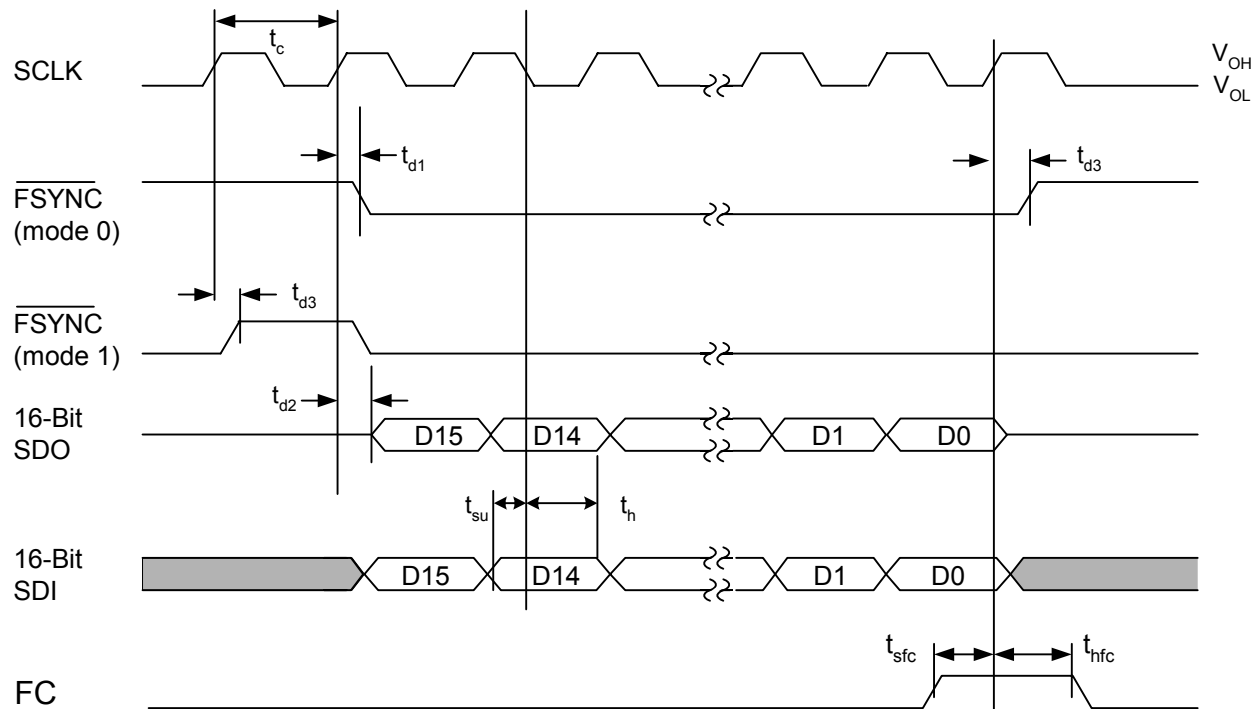 t_c
SCLK
V_OH
V_OL
t_d1
t_d3
FSYNC
(mode 0)
t_d3
FSYNC
(mode 1)
t_d2
16-Bit
SDO
D15 D14 D1 D0
t_su t_h
16-Bit
SDI
D15 D14 D1 D0
t_sfc t_hfc
FC